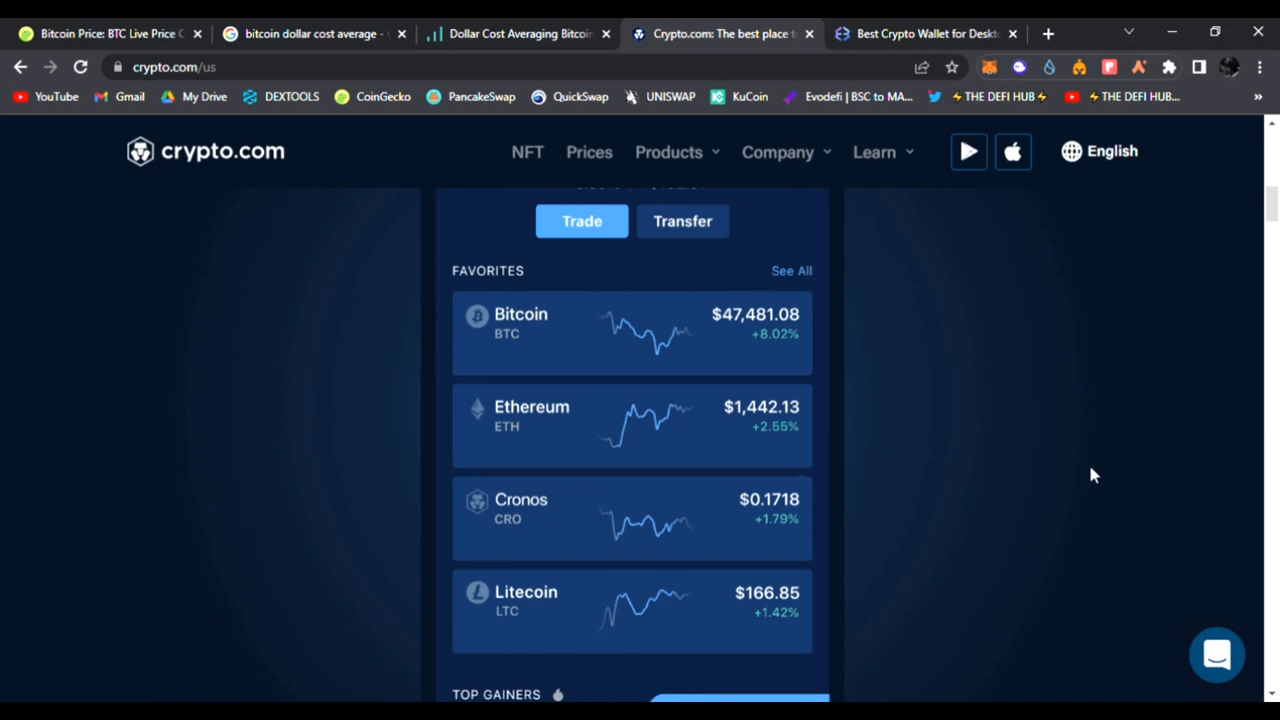 Bitcoin Price: BTC Live Price C
bitcoin dollar cost average -
Dollar Cost Averaging Bitcoin
Crypto.com: The best place t
Best Crypto Wallet for Deskt
crypto.com/us
YouTube
Gmail
My Drive
DEXTOOLS
CoinGecko
PancakeSwap
QuickSwap
UNISWAP
KuCoin
Evodefi | BSC to MA...
⚡THE DEFI HUB⚡
⚡THE DEFI HUB...
crypto.com
NFT
Prices
Products
Company
Learn
English
Trade
Transfer
FAVORITES
See All
Bitcoin
$47,481.08
BTC
+8.02%
Ethereum
$1,442.13
ETH
+2.55%
Cronos
$0.1718
CRO
+1.79%
Litecoin
$166.85
LTC
+1.42%
TOP GAINERS